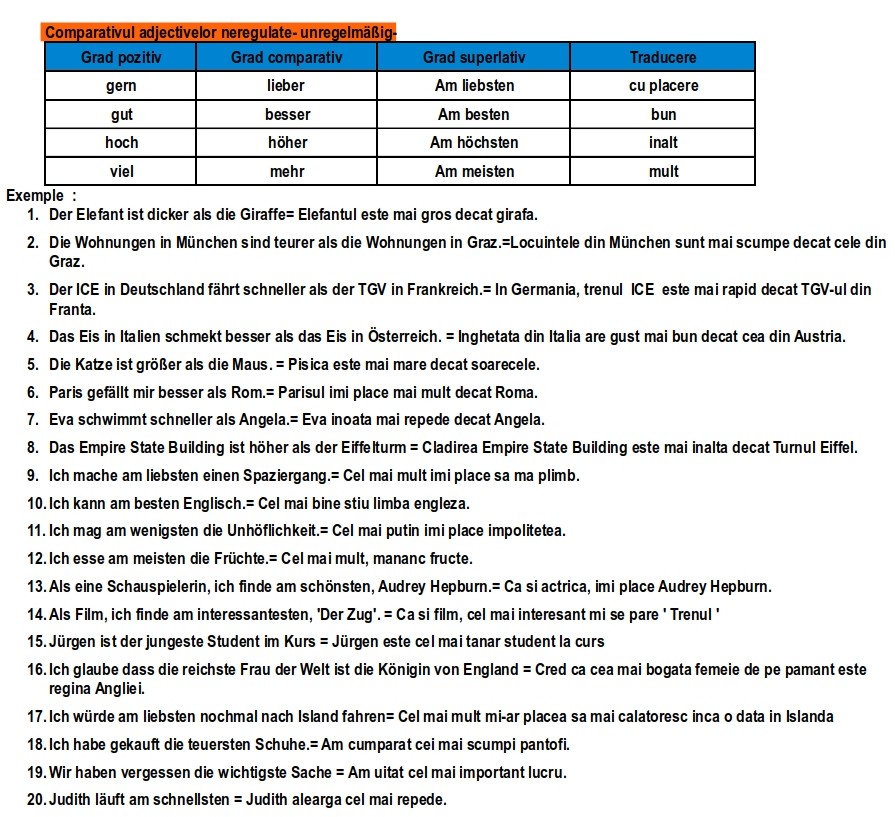 Comparativul adjectivelor neregulate- unregelmäßig-
Grad pozitiv Grad comparativ Grad superlativ Traducere
gern lieber Am liebsten cu placere
gut besser Am besten bun
hoch höher Am höchsten inalt
viel mehr Am meisten mult
Exemple :
1. Der Elefant ist dicker als die Giraffe= Elefantul este mai gros decat girafa.
2. Die Wohnungen in München sind teurer als die Wohnungen in Graz.=Locuintele din München sunt mai scumpe decat cele din
Graz.
3. Der ICE in Deutschland fährt schneller als der TGV in Frankreich.= In Germania, trenul ICE este mai rapid decat TGV-ul din
Franta.
4. Das Eis in Italien schmekt besser als das Eis in Österreich. = Inghetata din Italia are gust mai bun decat cea din Austria.
5. Die Katze ist größer als die Maus. = Pisica este mai mare decat soarecele.
6. Paris gefällt mir besser als Rom.= Parisul imi place mai mult decat Roma.
7. Eva schwimmt schneller als Angela.= Eva inoata mai repede decat Angela.
8. Das Empire State Building ist höher als der Eiffelturm = Cladirea Empire State Building este mai inalta decat Turnul Eiffel.
9. Ich mache am liebsten einen Spaziergang.= Cel mai mult imi place sa ma plimb.
10. Ich kann am besten Englisch.= Cel mai bine stiu limba engleza.
11. Ich mag am wenigsten die Unhöflichkeit.= Cel mai putin imi place impolitetea.
12. Ich esse am meisten die Früchte.= Cel mai mult, mananc fructe.
13. Als eine Schauspielerin, ich finde am schönsten, Audrey Hepburn.= Ca si actrica, imi place Audrey Hepburn.
14. Als Film, ich finde am interessantesten, 'Der Zug'. = Ca si film, cel mai interesant mi se pare ' Trenul '
15. Jürgen ist der jungeste Student im Kurs = Jürgen este cel mai tanar student la curs
16. Ich glaube dass die reichste Frau der Welt ist die Königin von England = Cred ca cea mai bogata femeie de pe pamant este
regina Angliei.
17. Ich würde am liebsten nochmal nach Island fahren= Cel mai mult mi-ar placea sa mai calatoresc inca o data in Islanda
18. Ich habe gekauft die teuersten Schuhe.= Am cumparat cei mai scumpi pantofi.
19. Wir haben vergessen die wichtigste Sache = Am uitat cel mai important lucru.
20. Judith läuft am schnellsten = Judith alearga cel mai repede.